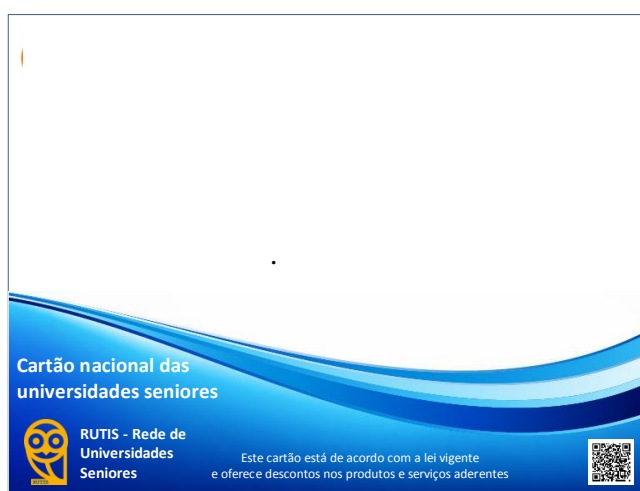 Cartão nacional das
universidades seniores
RUTIS - Rede de
Universidades
Seniores
RUTIS
Este cartão está de acordo com a lei vigente
e oferece descontos nos produtos e serviços aderentes